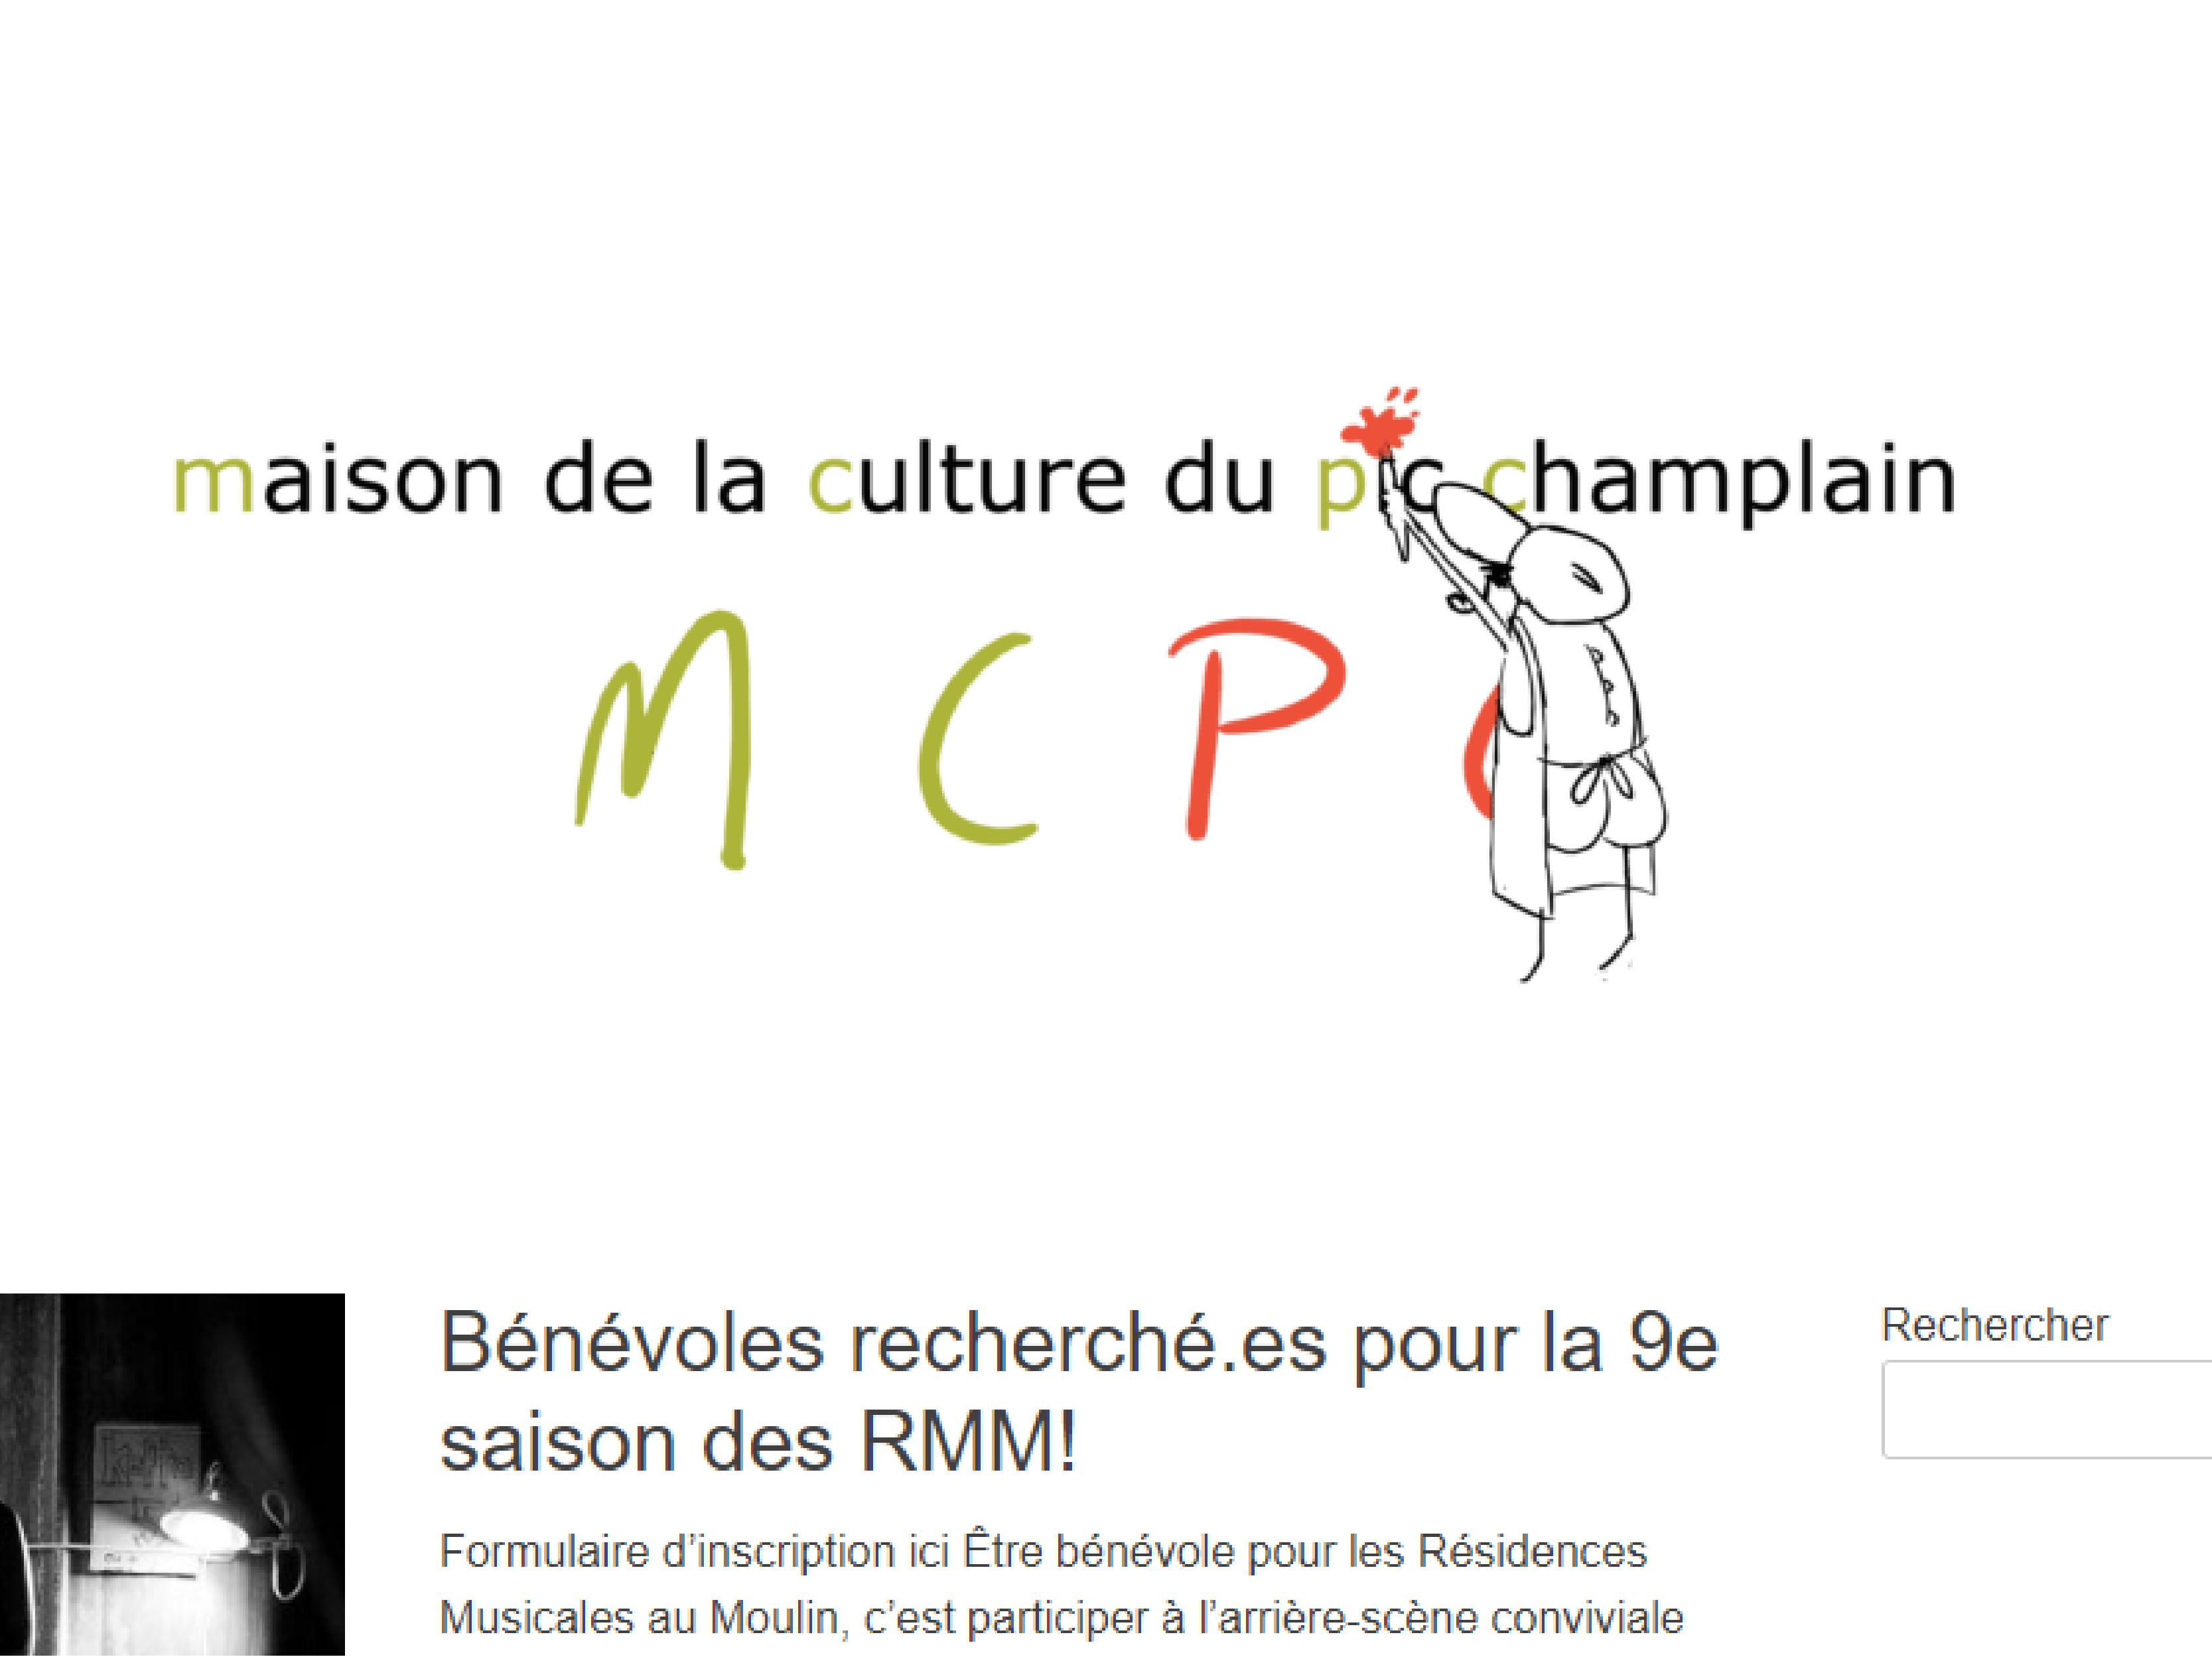 maison de la culture du pic champlain
M C P C
Bénévoles recherché.es pour la 9e
saison des RMM!
Rechercher
Formulaire d’inscription ici Être bénévole pour les Résidences
Musicales au Moulin, c’est participer à l’arrière-scène conviviale